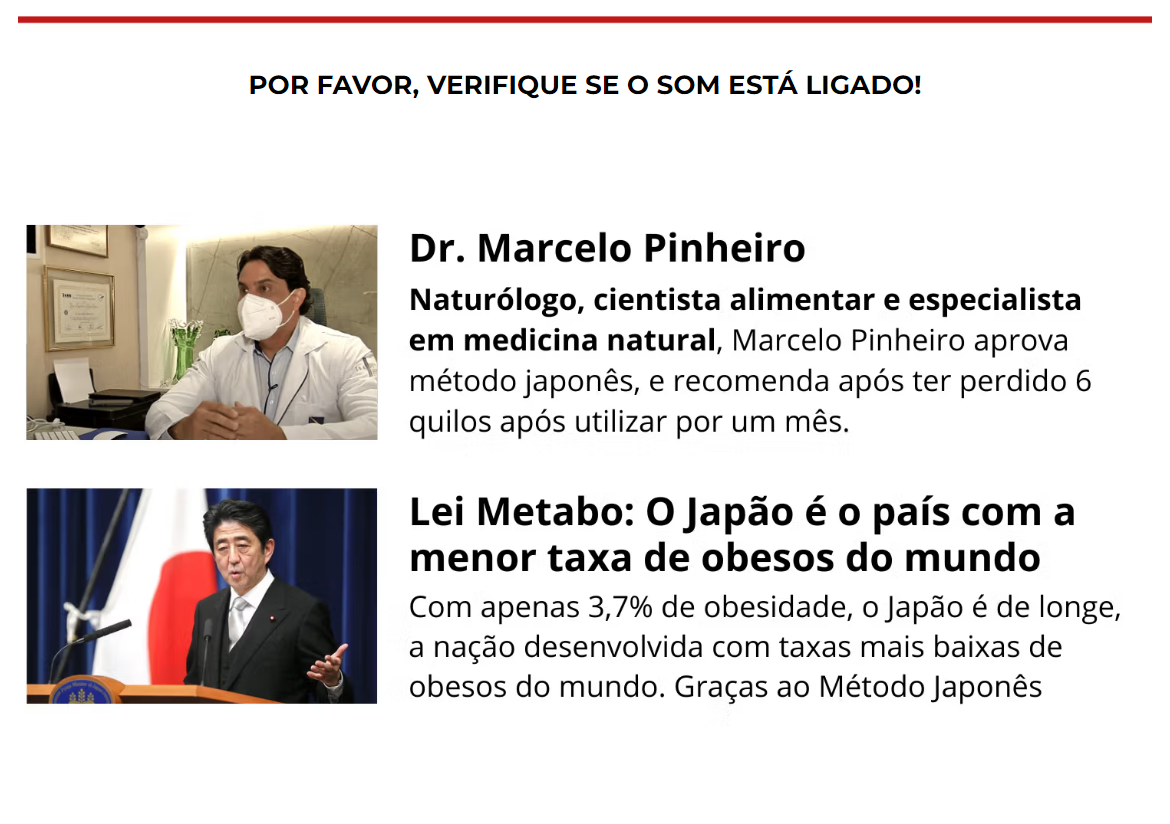 POR FAVOR, VERIFIQUE SE O SOM ESTÁ LIGADO!
Dr. Marcelo Pinheiro
Naturólogo, cientista alimentar e especialista
em medicina natural, Marcelo Pinheiro aprova
método japonês, e recomenda após ter perdido 6
quilos após utilizar por um mês.
Lei Metabo: O Japão é o país com a
menor taxa de obesos do mundo
Com apenas 3,7% de obesidade, o Japão é de longe,
a nação desenvolvida com taxas mais baixas de
obesos do mundo. Graças ao Método Japonês